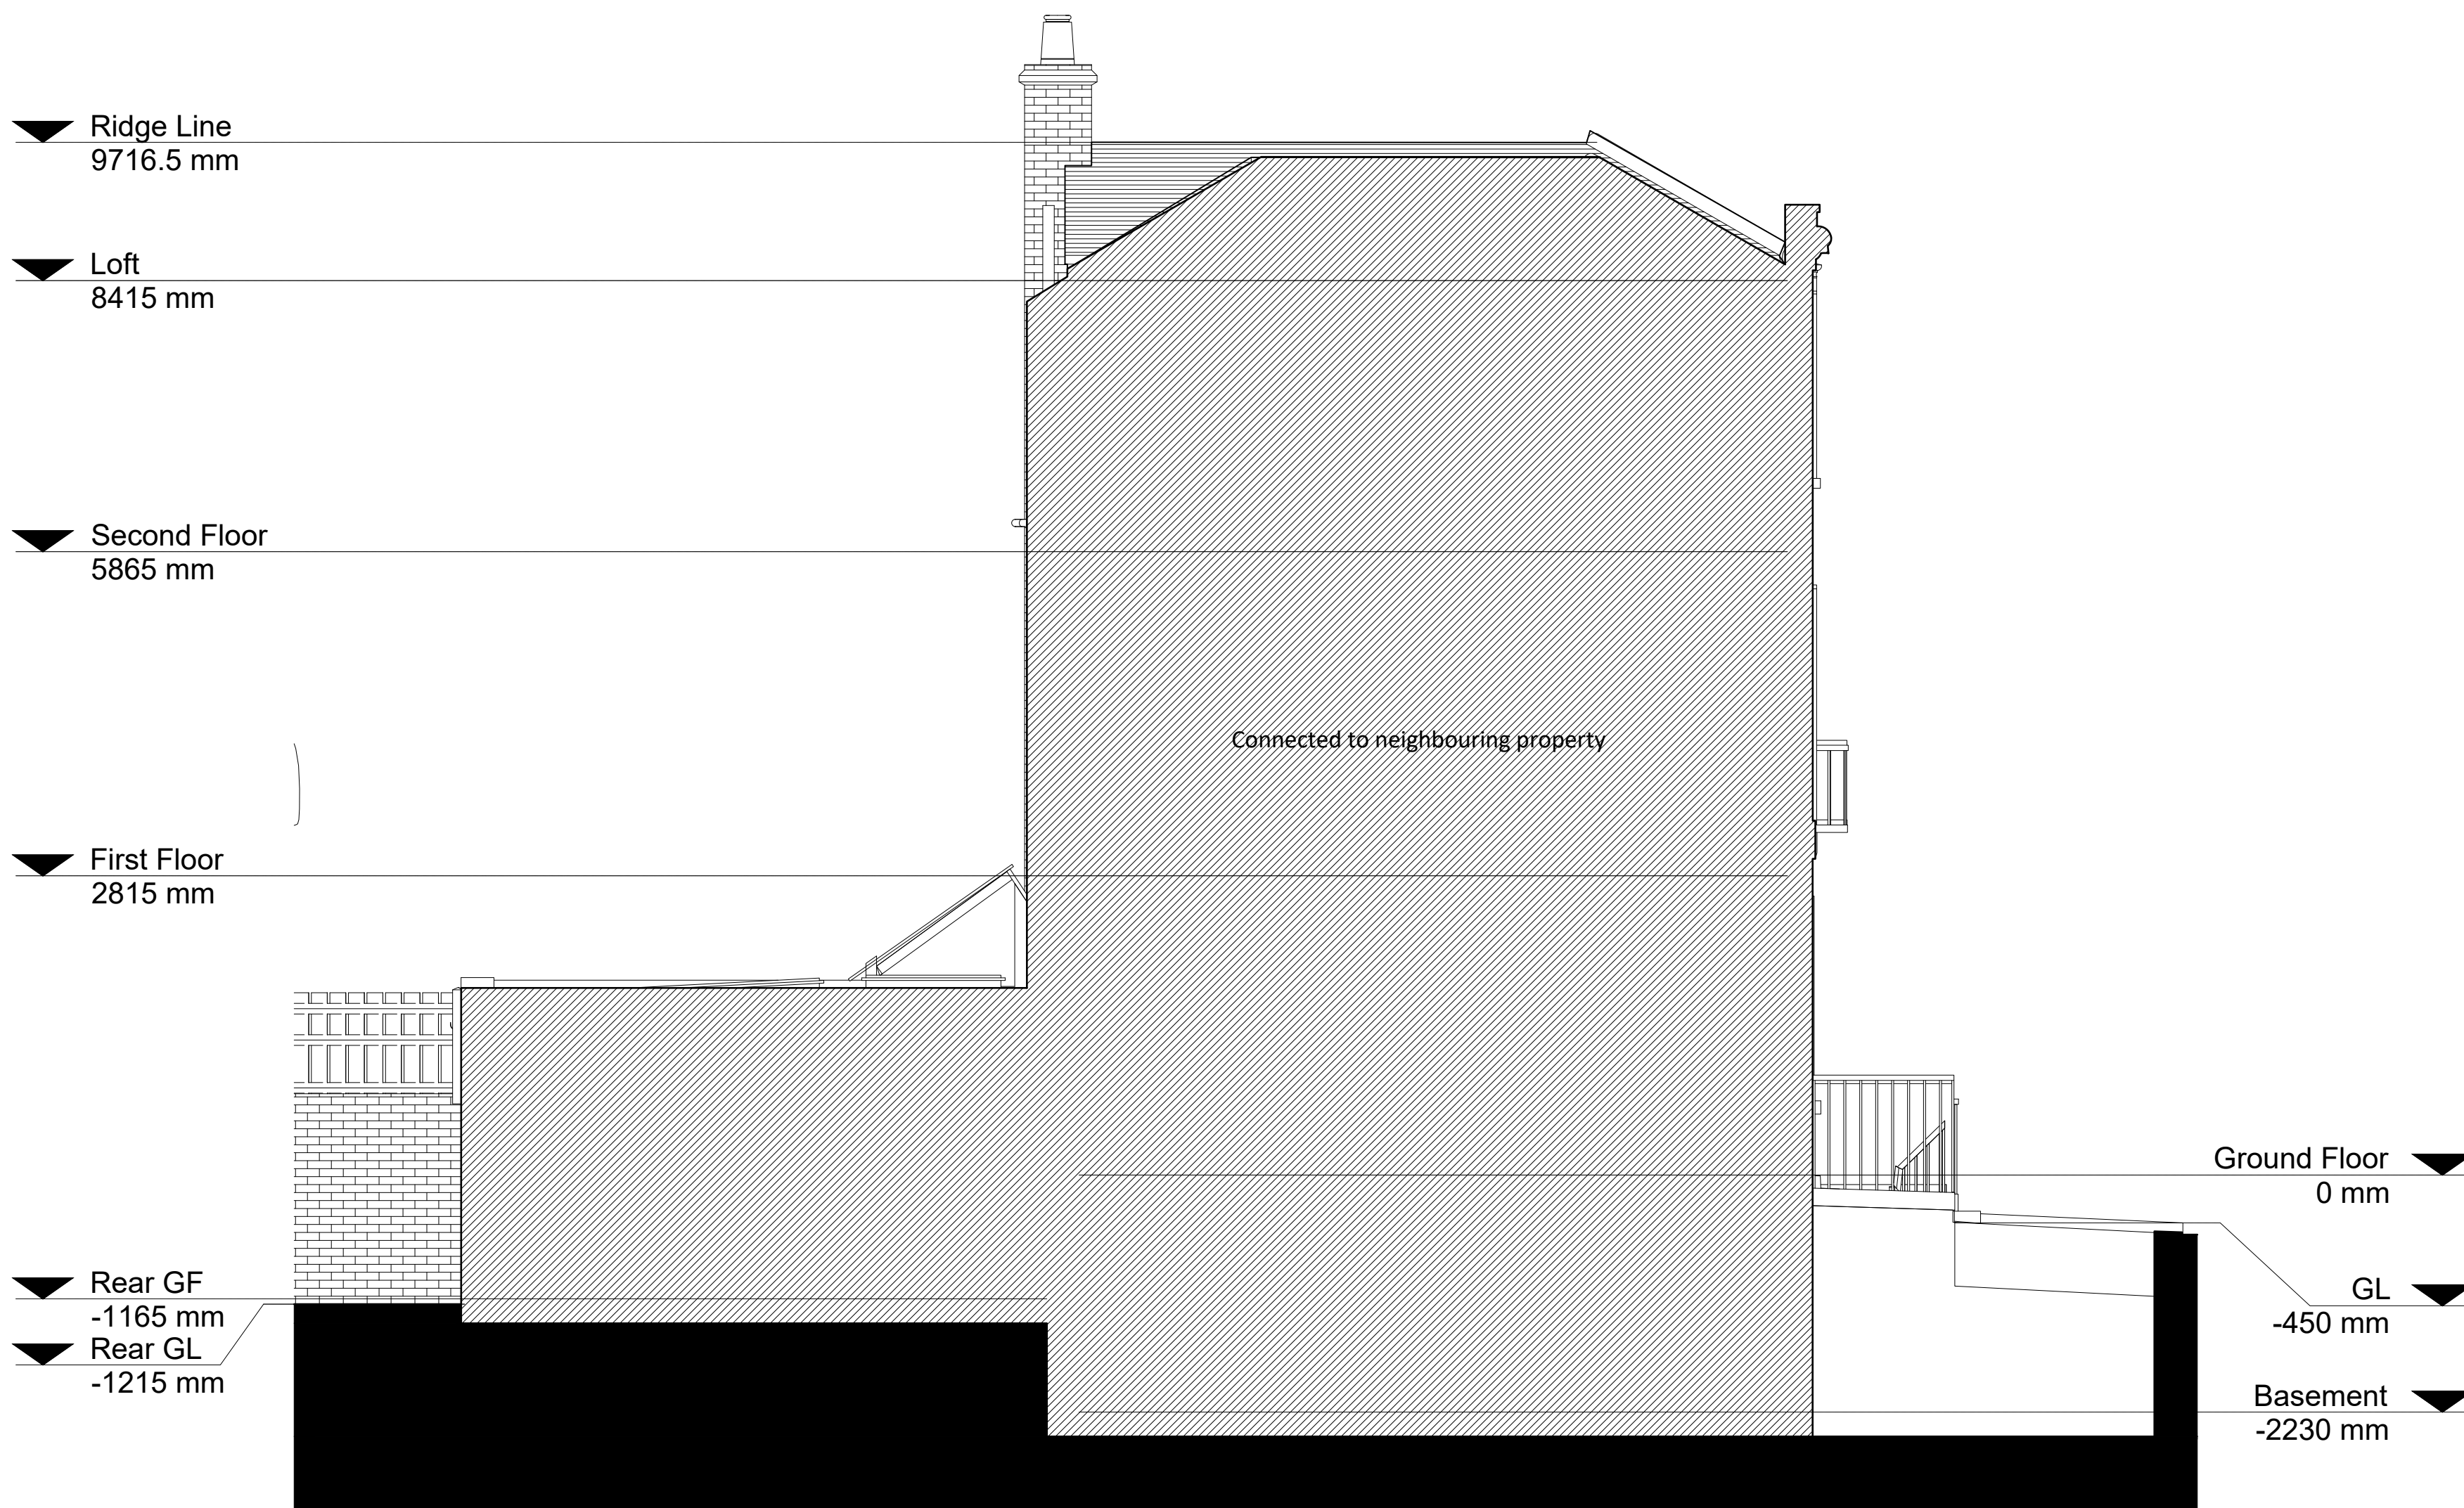 Ridge Line
9716.5 mm
Loft
8415 mm
Second Floor
5865 mm
Connected to neighbouring property
First Floor
2815 mm
Ground Floor
0 mm
Rear GF
-1165 mm
Rear GL
-1215 mm
GL
-450 mm
Basement
-2230 mm